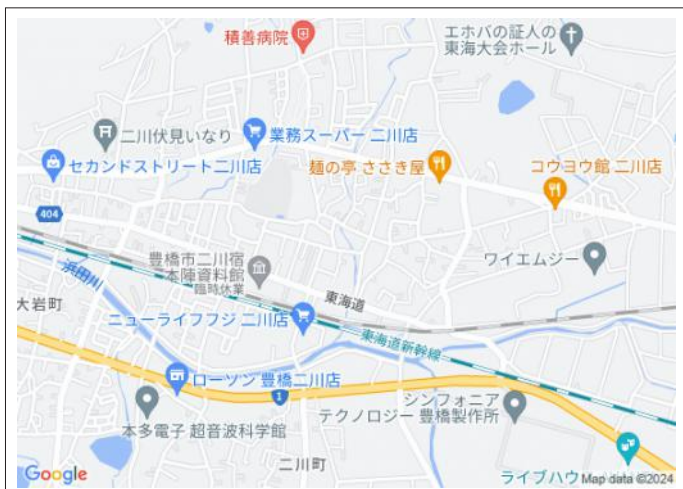 積善病院
エホバの証人の
東海大会ホール
二川伏見いなり
業務スーパー 二川店
セカンドストリート二川店
麺の亭 ささき屋
コウヨウ館 二川店
404
豊橋市二川宿
本陣資料館
臨時休業
ワイエムジー
浜田川
東海道
大岩町
ニューライフフジ 二川店
東海道新幹線
ローソン 豊橋二川店
1
シンフォニア
テクノロジー 豊橋製作所
本多電子 超音波科学館
二川町
Google
ライブハウ
Map data ©2024